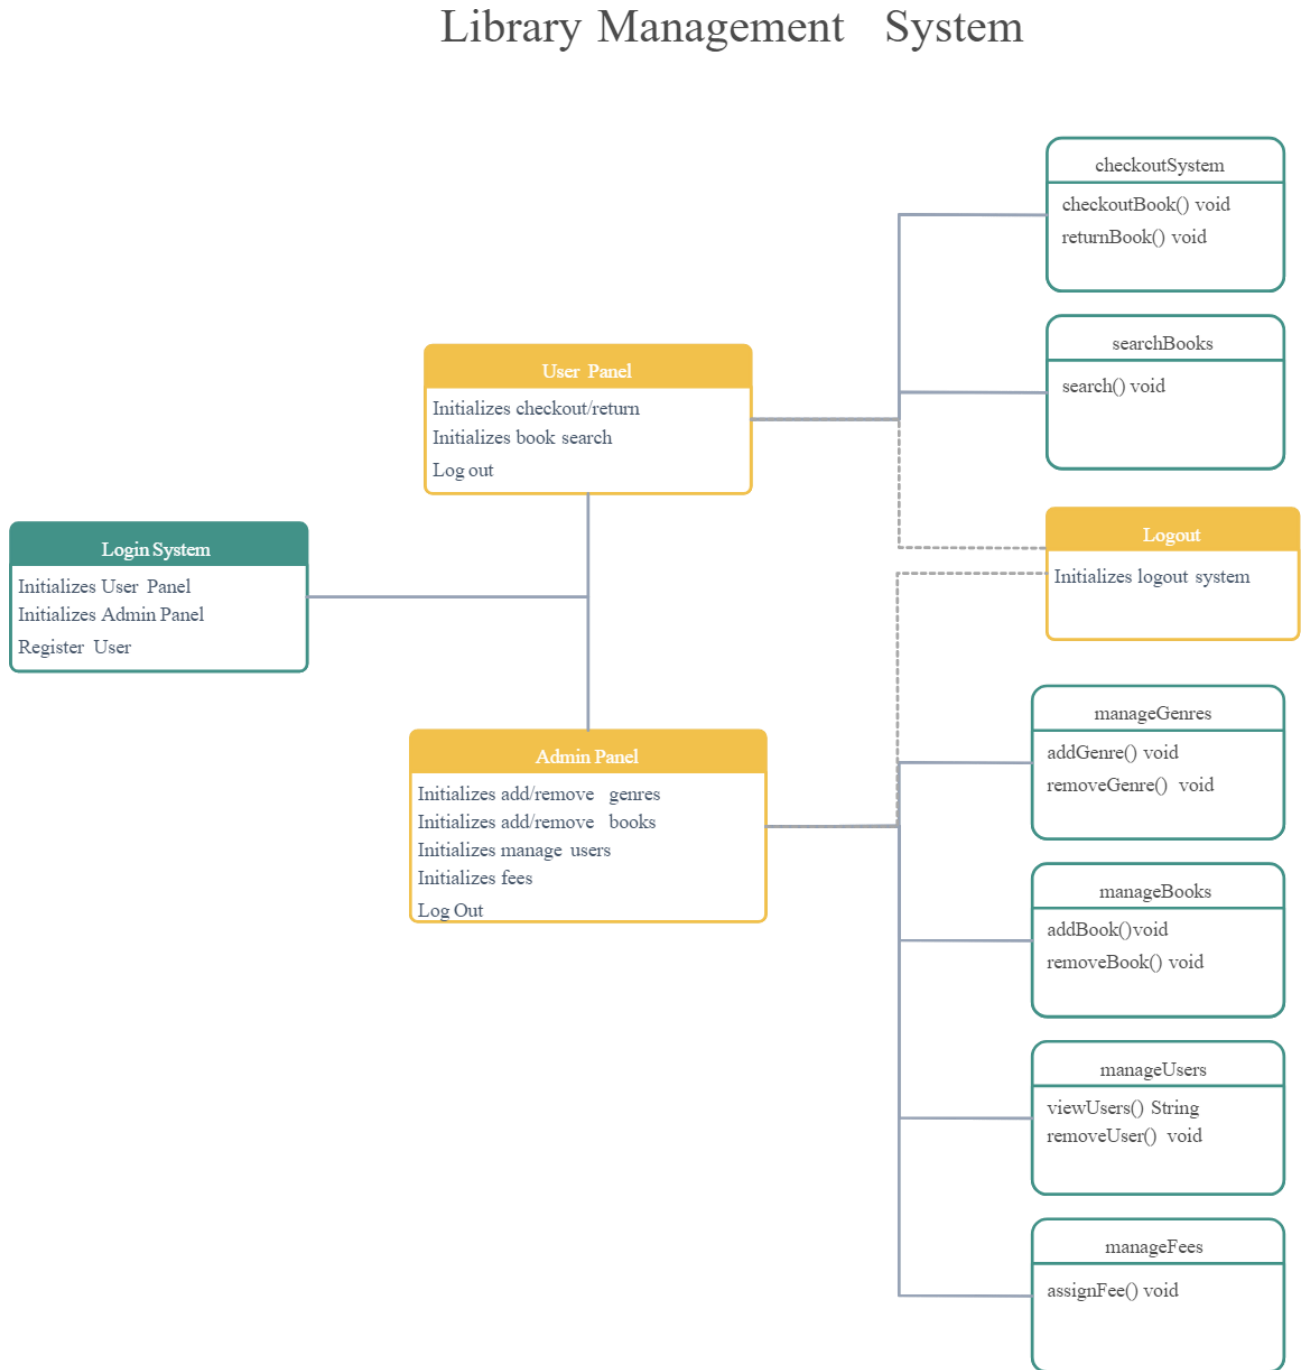 Library Management System
checkoutSystem
checkoutBook() void
returnBook() void
searchBooks
search() void
User Panel
Initializes checkout/return
Initializes book search
Log out
Login System
Initializes User Panel
Initializes Admin Panel
Register User
Logout
Initializes logout system
Admin Panel
Initializes add/remove genres
Initializes add/remove books
Initializes manage users
Initializes fees
Log Out
manageGenres
addGenre() void
removeGenre() void
manageBooks
addBook()void
removeBook() void
manageUsers
viewUsers() String
removeUser() void
manageFees
assignFee() void